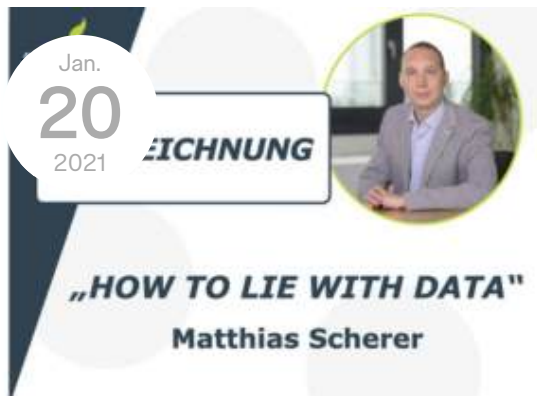 Jan.
20
2021
EICHNUNG
„HOW TO LIE WITH DATA“
Matthias Scherer